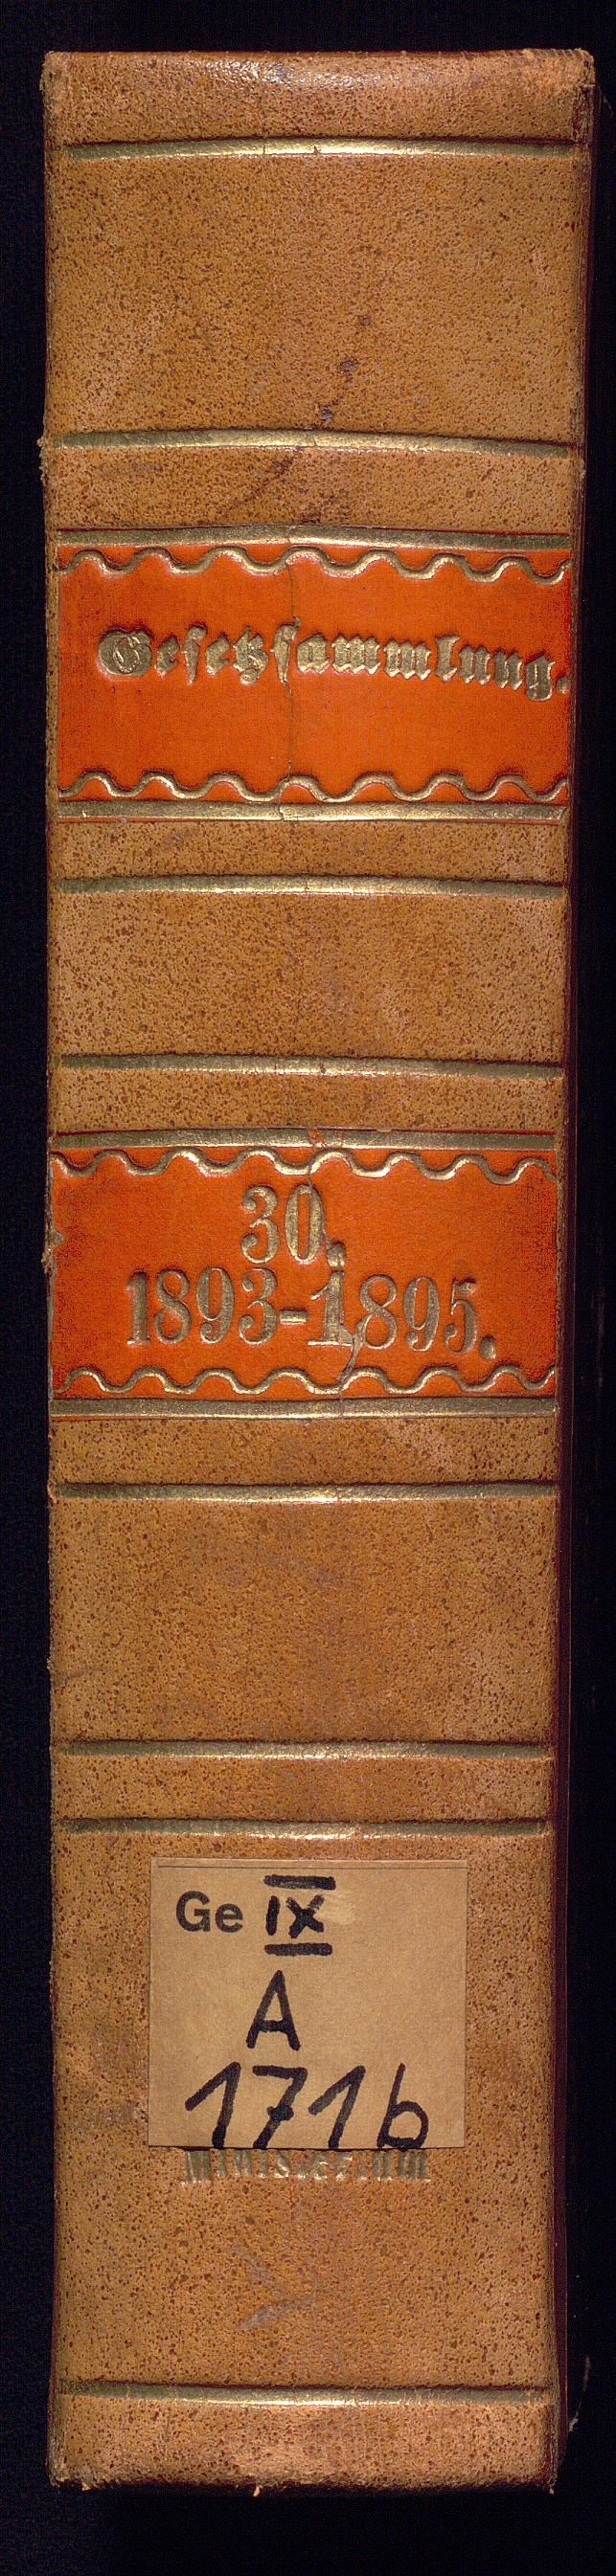 Gesetzsammlung.
30.
1893-1895.
Ge IX
A
171b